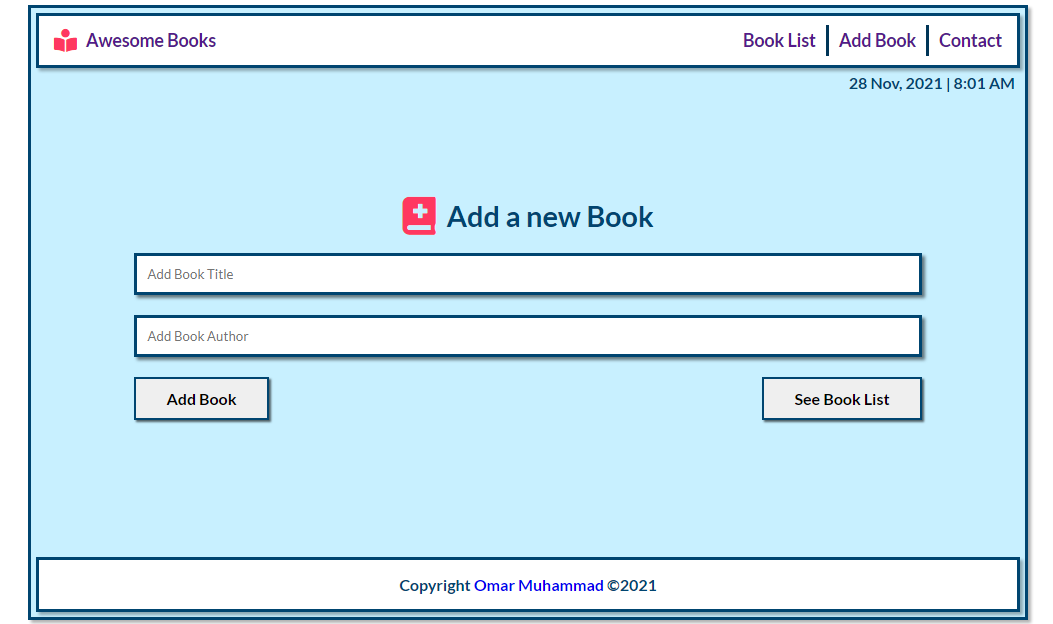 Awesome Books
Book List
Add Book
Contact
28 Nov, 2021 | 8:01 AM
Add a new Book
Add Book Title
Add Book Author
Add Book
See Book List
Copyright Omar Muhammad ©2021